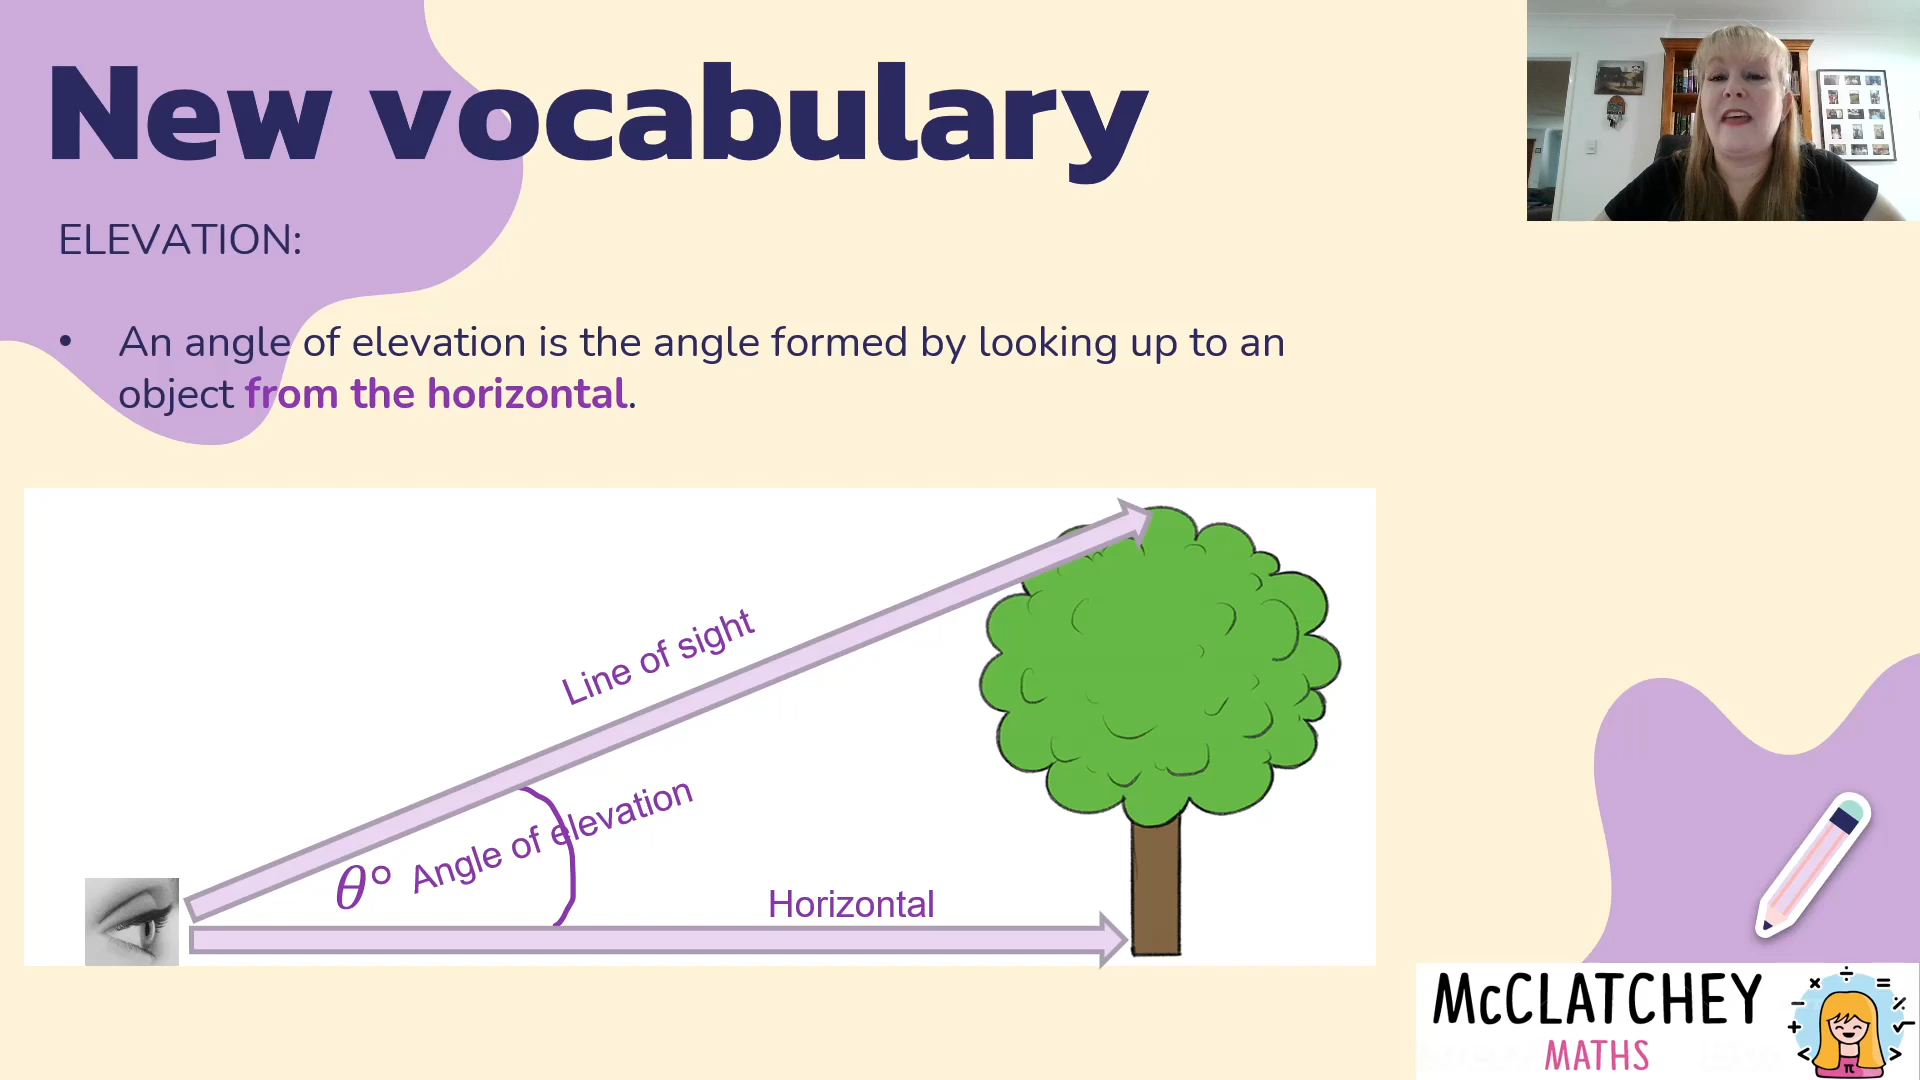 New vocabulary
ELEVATION:
• An angle of elevation is the angle formed by looking up to an
object from the horizontal.
Line of sight
θ° Angle of elevation
Horizontal
McCLATCHEY
MATHS
× ÷ =
− %
+ √
< >
π